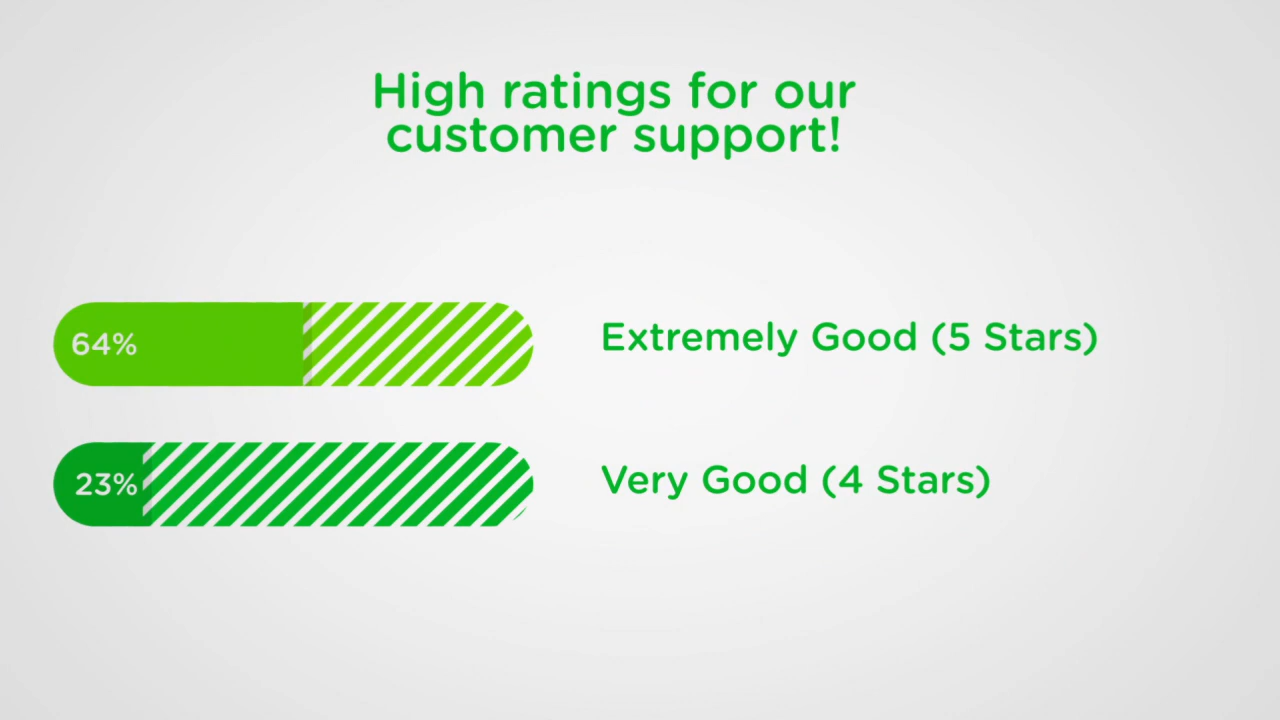 High ratings for our
customer support!
64%
Extremely Good (5 Stars)
23%
Very Good (4 Stars)